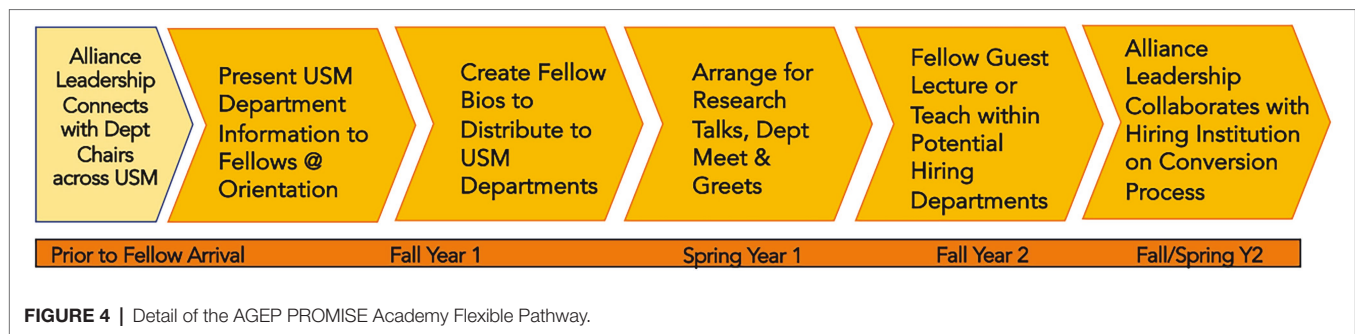 Alliance
Leadership
Connects
with Dept
Chairs
across USM
Present USM
Department
Information to
Fellows @
Orientation
Create Fellow
Bios to
Distribute to
USM
Departments
Arrange for
Research
Talks, Dept
Meet &
Greets
Fellow Guest
Lecture or
Teach within
Potential
Hiring
Departments
Alliance
Leadership
Collaborates with
Hiring Institution
on Conversion
Process
Prior to Fellow Arrival Fall Year 1 Spring Year 1 Fall Year 2 Fall/Spring Y2
FIGURE 4 | Detail of the AGEP PROMISE Academy Flexible Pathway.